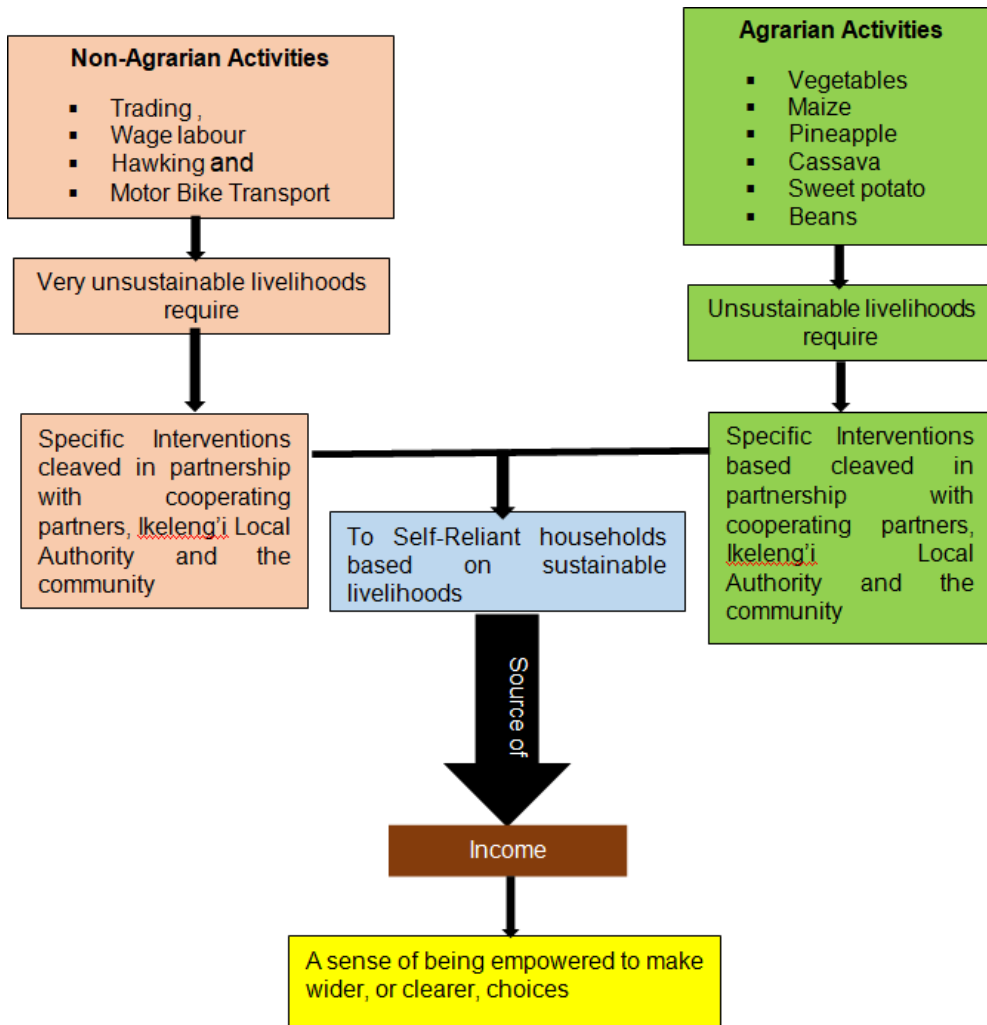 Non-Agrarian Activities
▪ Trading ,
▪ Wage labour
▪ Hawking and
▪ Motor Bike Transport
Very unsustainable livelihoods
require
Specific Interventions
cleaved in partnership
with cooperating
partners, Ikeleng’i Local
Authority and the
community
Agrarian Activities
▪ Vegetables
▪ Maize
▪ Pineapple
▪ Cassava
▪ Sweet potato
▪ Beans
Unsustainable livelihoods
require
Specific Interventions
based cleaved in
partnership with
cooperating partners,
Ikeleng’i Local
Authority and the
community
To Self-Reliant households
based on sustainable
livelihoods
Source of
Income
A sense of being empowered to make
wider, or clearer, choices